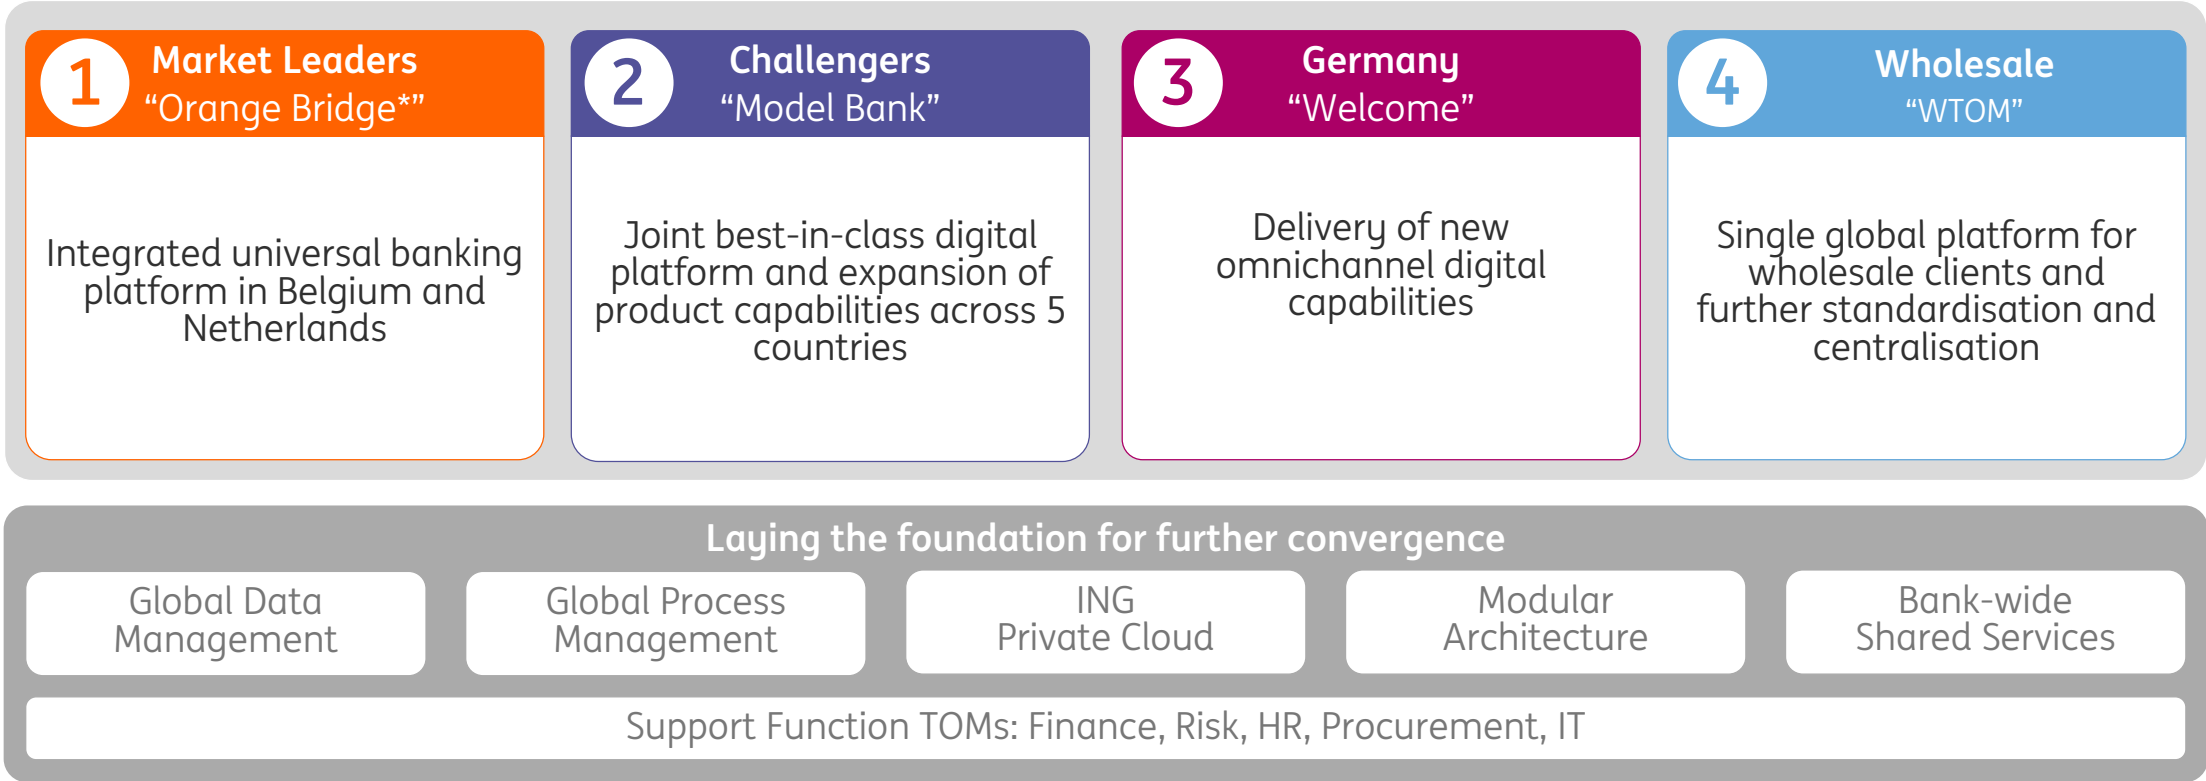 1
Market Leaders
“Orange Bridge*”
Integrated universal banking
platform in Belgium and
Netherlands
2
Challengers
“Model Bank”
Joint best-in-class digital
platform and expansion of
product capabilities across 5
countries
3
Germany
“Welcome”
Delivery of new
omnichannel digital
capabilities
4
Wholesale
“WTOM”
Single global platform for
wholesale clients and
further standardisation and
centralisation
Laying the foundation for further convergence
Global Data
Management
Global Process
Management
ING
Private Cloud
Modular
Architecture
Bank-wide
Shared Services
Support Function TOMs: Finance, Risk, HR, Procurement, IT